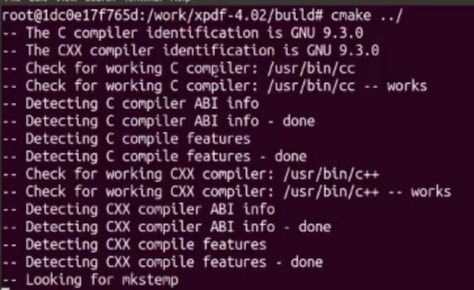 root@1dc0e17f765d:/work/xpdf-4.02/build# cmake ../
-- The C compiler identification is GNU 9.3.0
-- The CXX compiler identification is GNU 9.3.0
-- Check for working C compiler: /usr/bin/cc
-- Check for working C compiler: /usr/bin/cc -- works
-- Detecting C compiler ABI info
-- Detecting C compiler ABI info - done
-- Detecting C compile features
-- Detecting C compile features - done
-- Check for working CXX compiler: /usr/bin/c++
-- Check for working CXX compiler: /usr/bin/c++ -- works
-- Detecting CXX compiler ABI info
-- Detecting CXX compiler ABI info - done
-- Detecting CXX compile features
-- Detecting CXX compile features - done
-- Looking for mkstemp